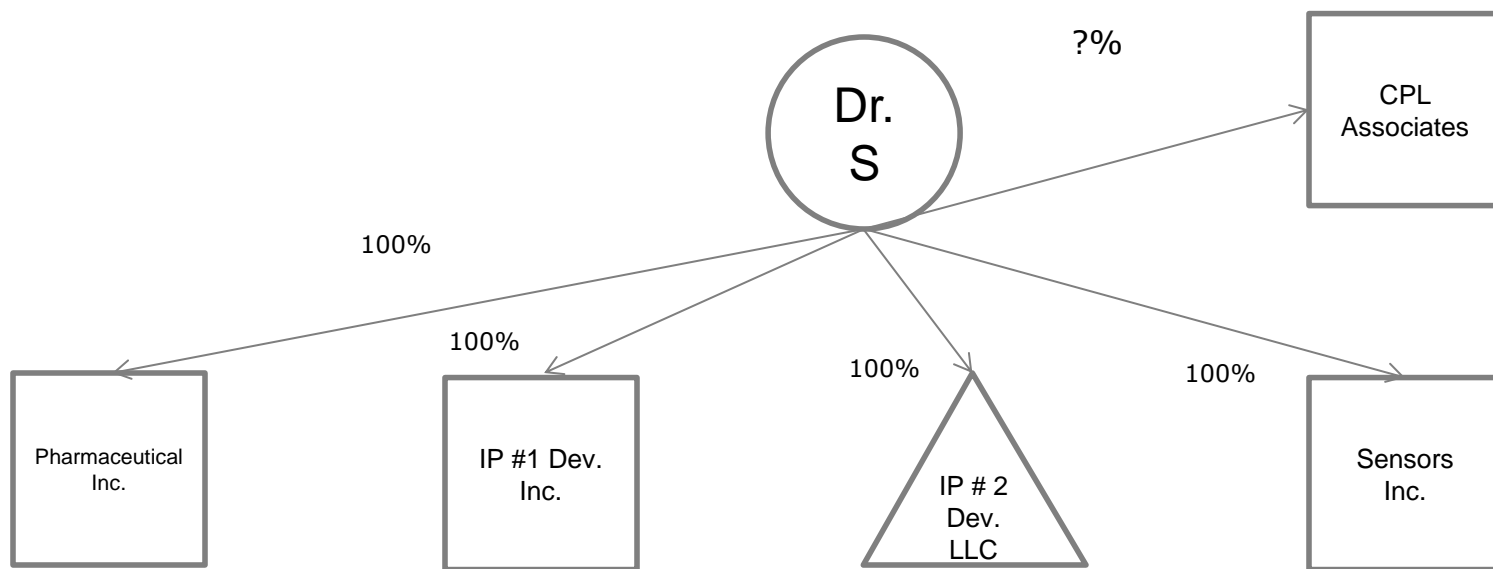 ?%
Dr.
S
CPL
Associates
100%
100%
100%
100%
Pharmaceutical
Inc.
IP #1 Dev.
Inc.
IP # 2
Dev.
LLC
Sensors
Inc.